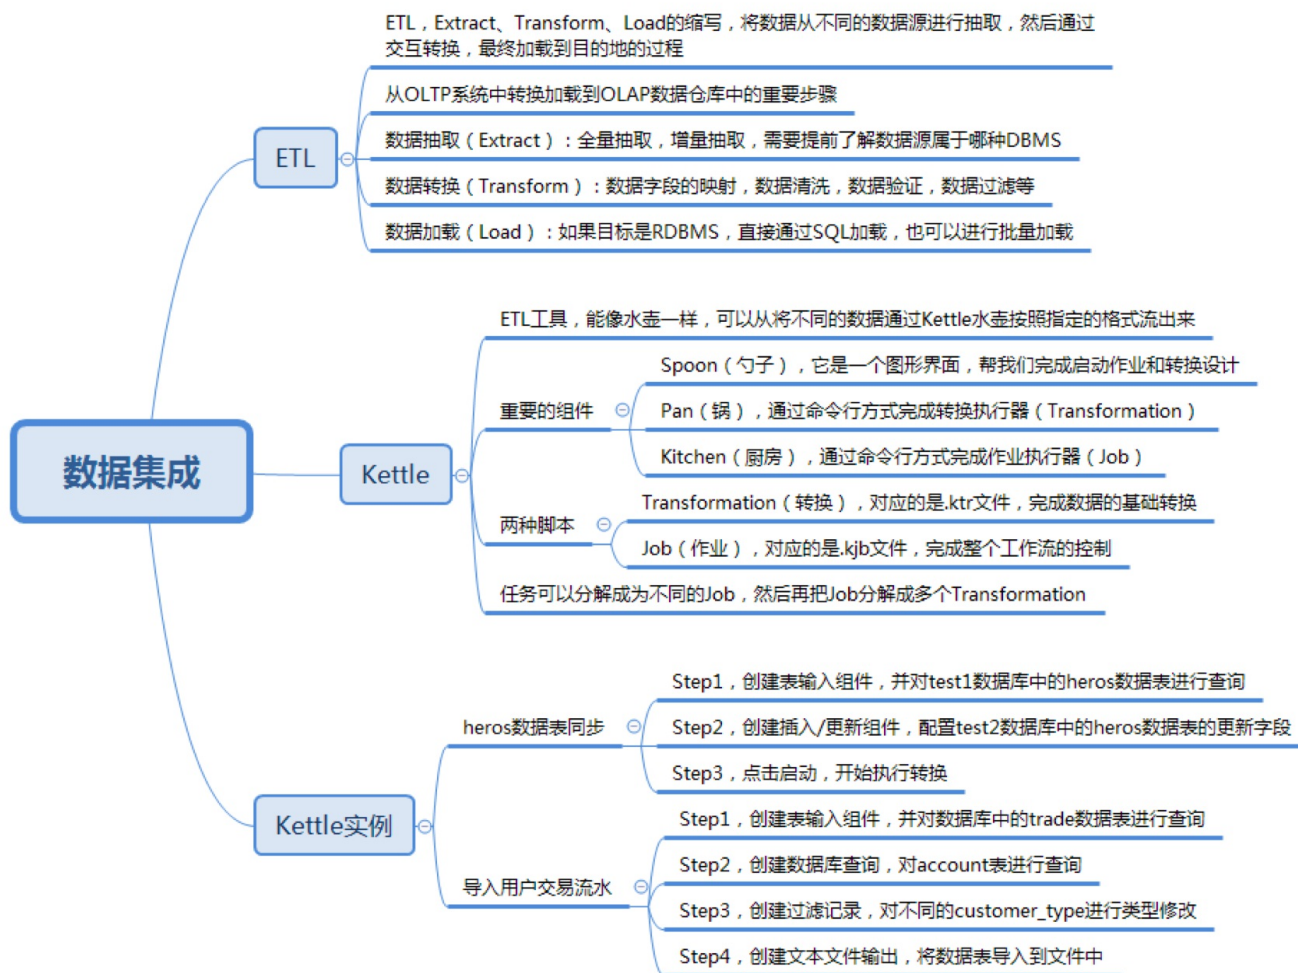 数据集成
ETL
ETL，Extract、Transform、Load的缩写，将数据从不同的数据源进行抽取，然后通过
交互转换，最终加载到目的地的过程
从OLTP系统中转换加载到OLAP数据仓库中的重要步骤
数据抽取（Extract）：全量抽取，增量抽取，需要提前了解数据源属于哪种DBMS
数据转换（Transform）：数据字段的映射，数据清洗，数据验证，数据过滤等
数据加载（Load）：如果目标是RDBMS，直接通过SQL加载，也可以进行批量加载
Kettle
ETL工具，能像水壶一样，可以从将不同的数据通过Kettle水壶按照指定的格式流出来
重要的组件
Spoon（勺子），它是一个图形界面，帮我们完成启动作业和转换设计
Pan（锅），通过命令行方式完成转换执行器（Transformation）
Kitchen（厨房），通过命令行方式完成作业执行器（Job）
两种脚本
Transformation（转换），对应的是.ktr文件，完成数据的基础转换
Job（作业），对应的是.kjb文件，完成整个工作流的控制
任务可以分解成为不同的Job，然后再把Job分解成多个Transformation
Kettle实例
heros数据表同步
Step1，创建表输入组件，并对test1数据库中的heros数据表进行查询
Step2，创建插入/更新组件，配置test2数据库中的heros数据表的更新字段
Step3，点击启动，开始执行转换
导入用户交易流水
Step1，创建表输入组件，并对数据库中的trade数据表进行查询
Step2，创建数据库查询，对account表进行查询
Step3，创建过滤记录，对不同的customer_type进行类型修改
Step4，创建文本文件输出，将数据表导入到文件中